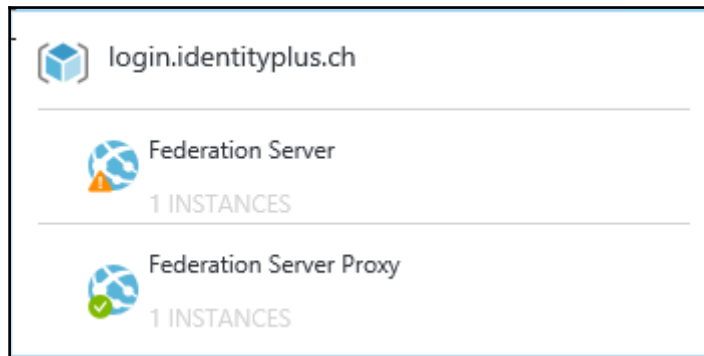 login.identityplus.ch
Federation Server
1 INSTANCES
Federation Server Proxy
1 INSTANCES